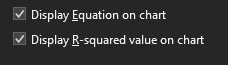 Display Equation on chart
Display R-squared value on chart